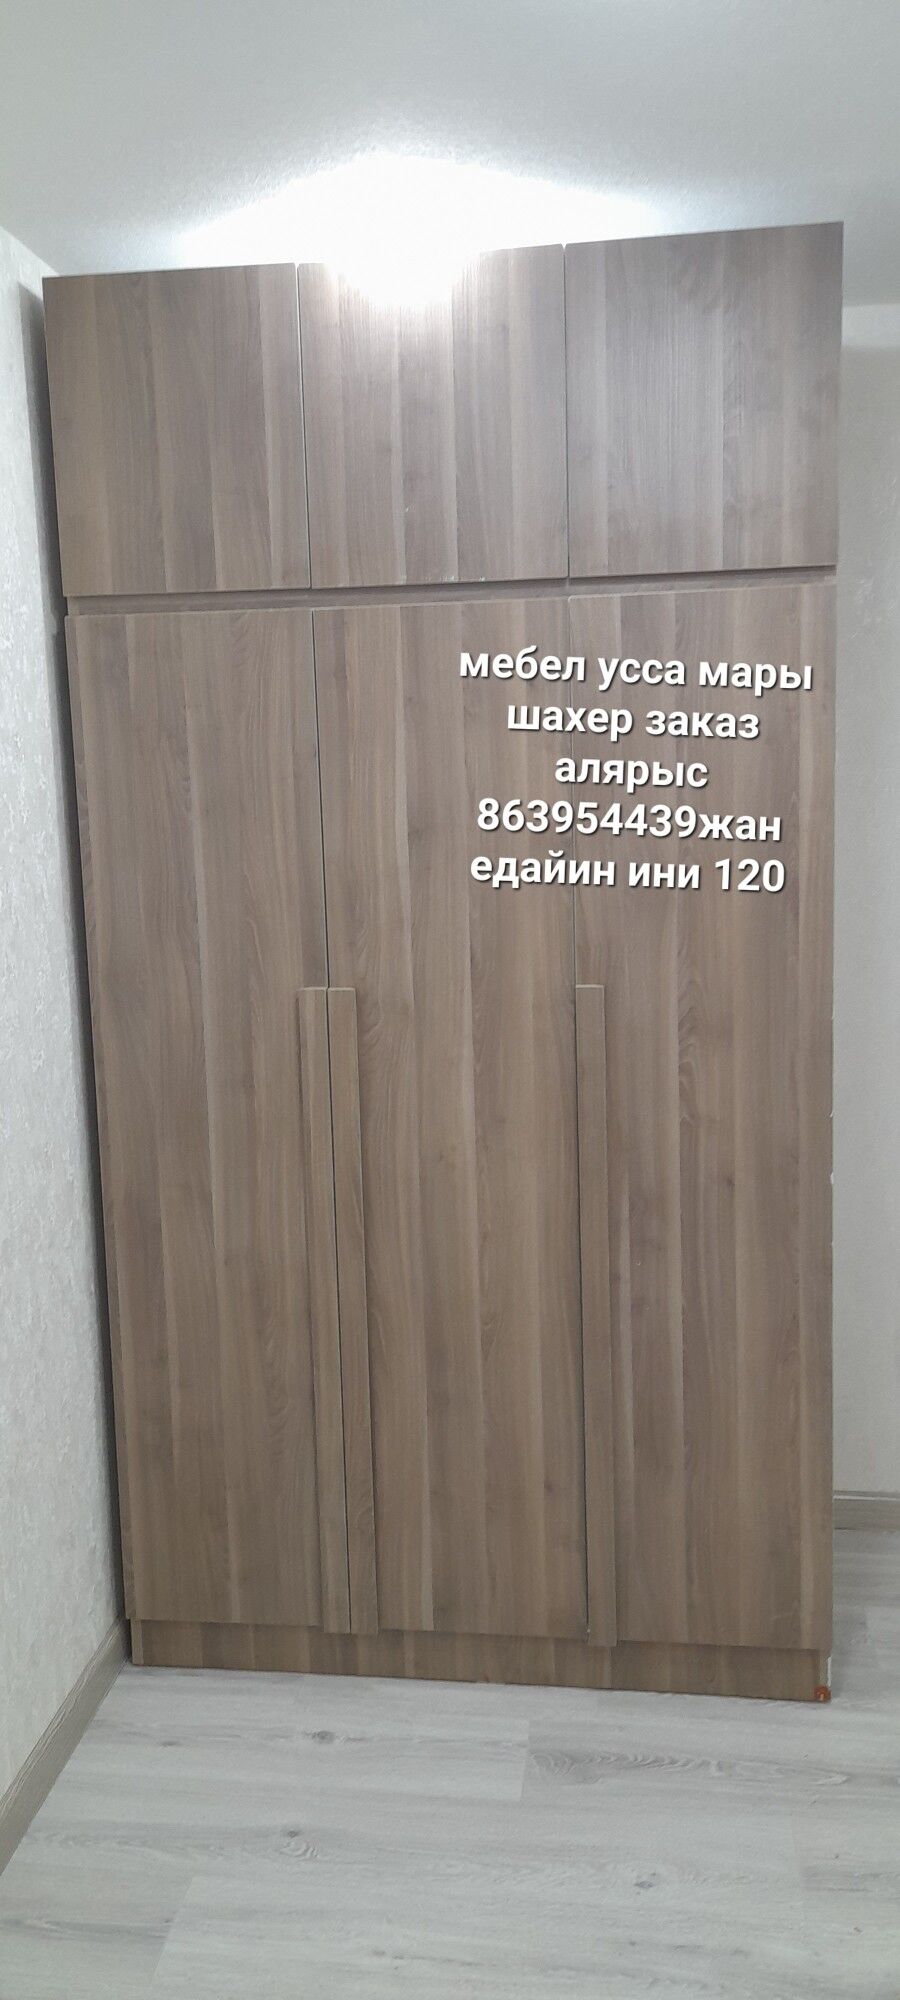 мебел усса мары
шахер заказ
алярыс
863954439жан
едайин ини 120